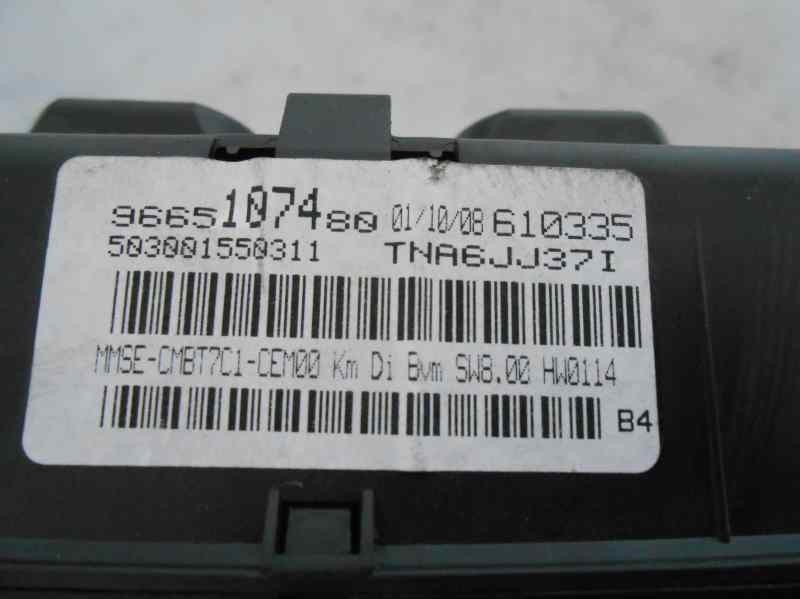 9665107480 01/10/08 610335
503001550311 TNA6JJ37I
MMSE-CMBT7C1-CEM00 Km Di Bvm SW8.00 HW0114
B4